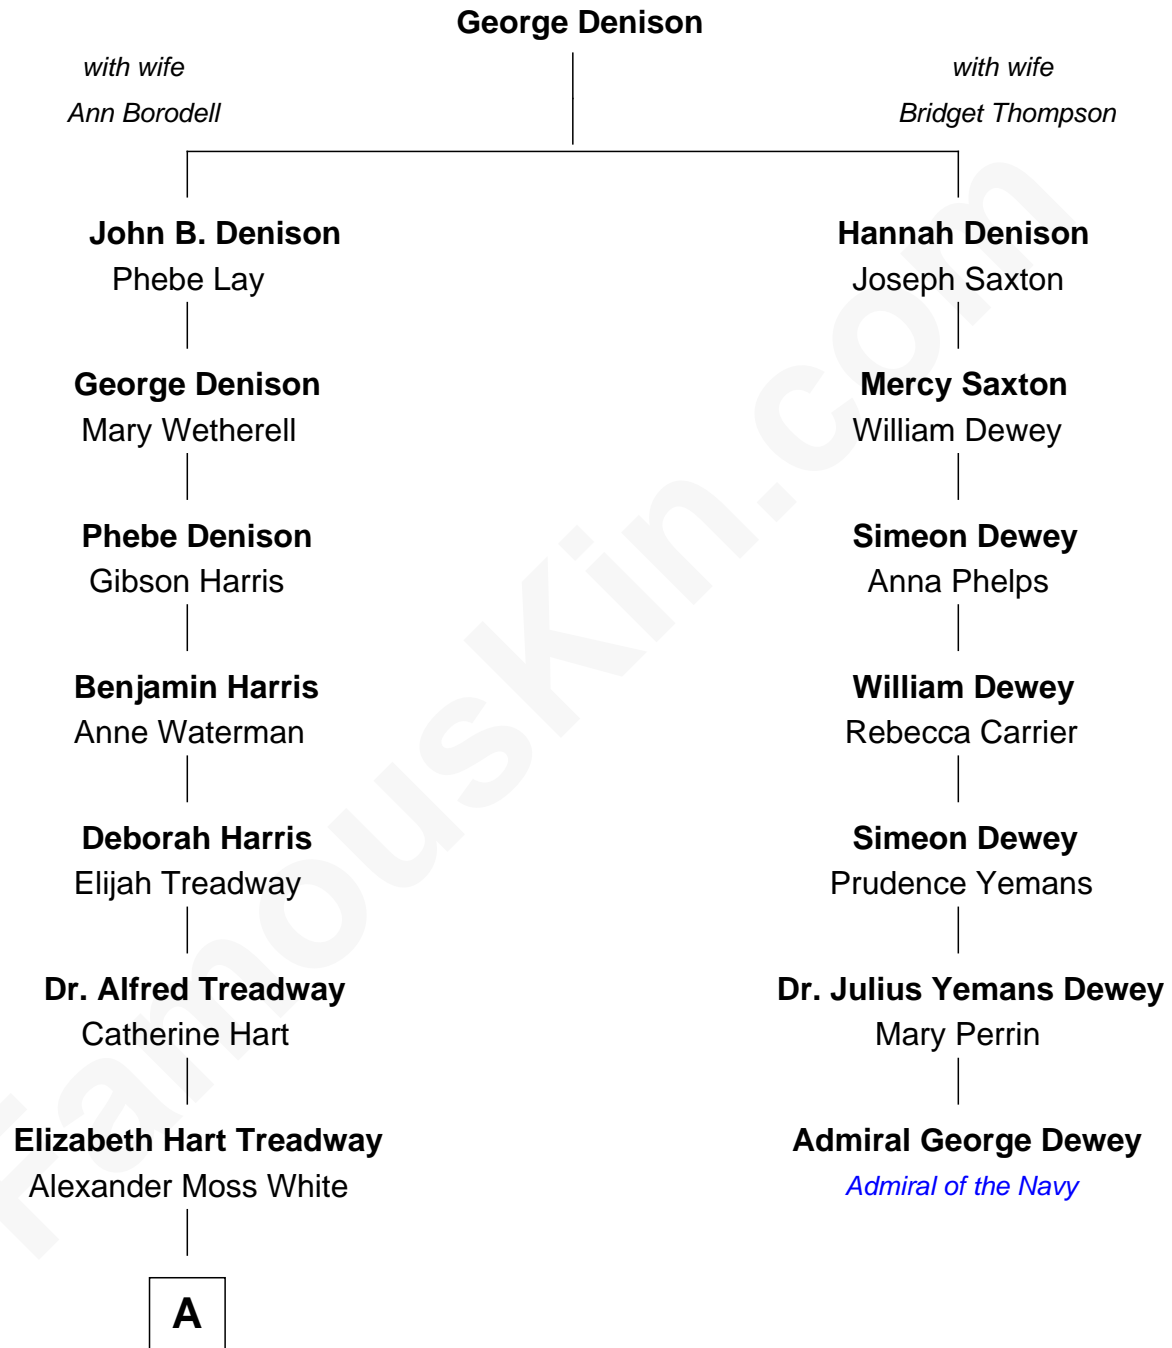 George Denison
with wife
Ann Borodell
with wife
Bridget Thompson
John B. Denison
Phebe Lay
Hannah Denison
Joseph Saxton
George Denison
Mary Wetherell
Mercy Saxton
William Dewey
Phebe Denison
Gibson Harris
Simeon Dewey
Anna Phelps
Benjamin Harris
Anne Waterman
William Dewey
Rebecca Carrier
Deborah Harris
Elijah Treadway
Simeon Dewey
Prudence Yemans
Dr. Alfred Treadway
Catherine Hart
Dr. Julius Yemans Dewey
Mary Perrin
Elizabeth Hart Treadway
Alexander Moss White
Admiral George Dewey
Admiral of the Navy
A
FamousKin.com